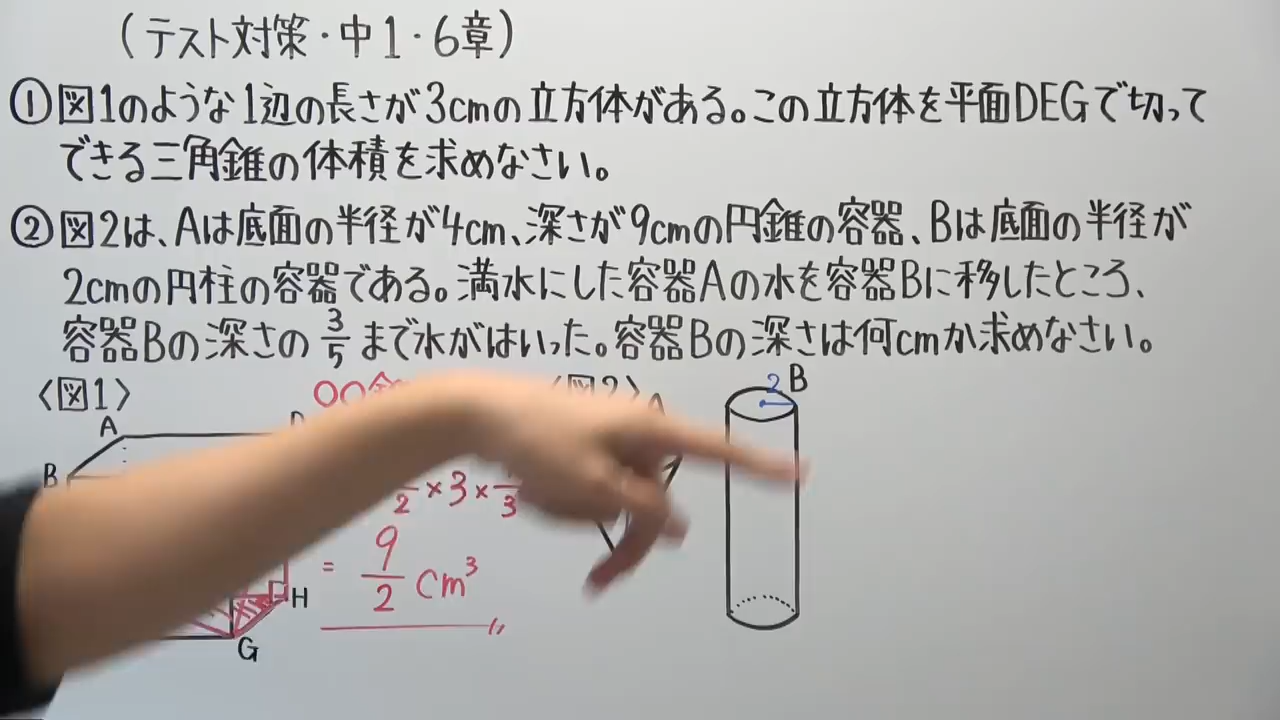 (テスト対策・中1・6章)
①図1のような1辺の長さが3cmの立方体がある。この立方体を平面DEGで切って
できる三角錐の体積を求めなさい。
②図2は、Aは底面の半径が4cm、深さが9cmの円錐の容器、Bは底面の半径が
2cmの円柱の容器である。満水にした容器Aの水を容器Bに移したところ、
容器Bの深さの 3/5 まで水がはいった。容器Bの深さは何cmか求めなさい。
〈図1〉
A
B
H
G
○○
2 × 3 × 3
= 9/2 cm³
〈図2
2
B